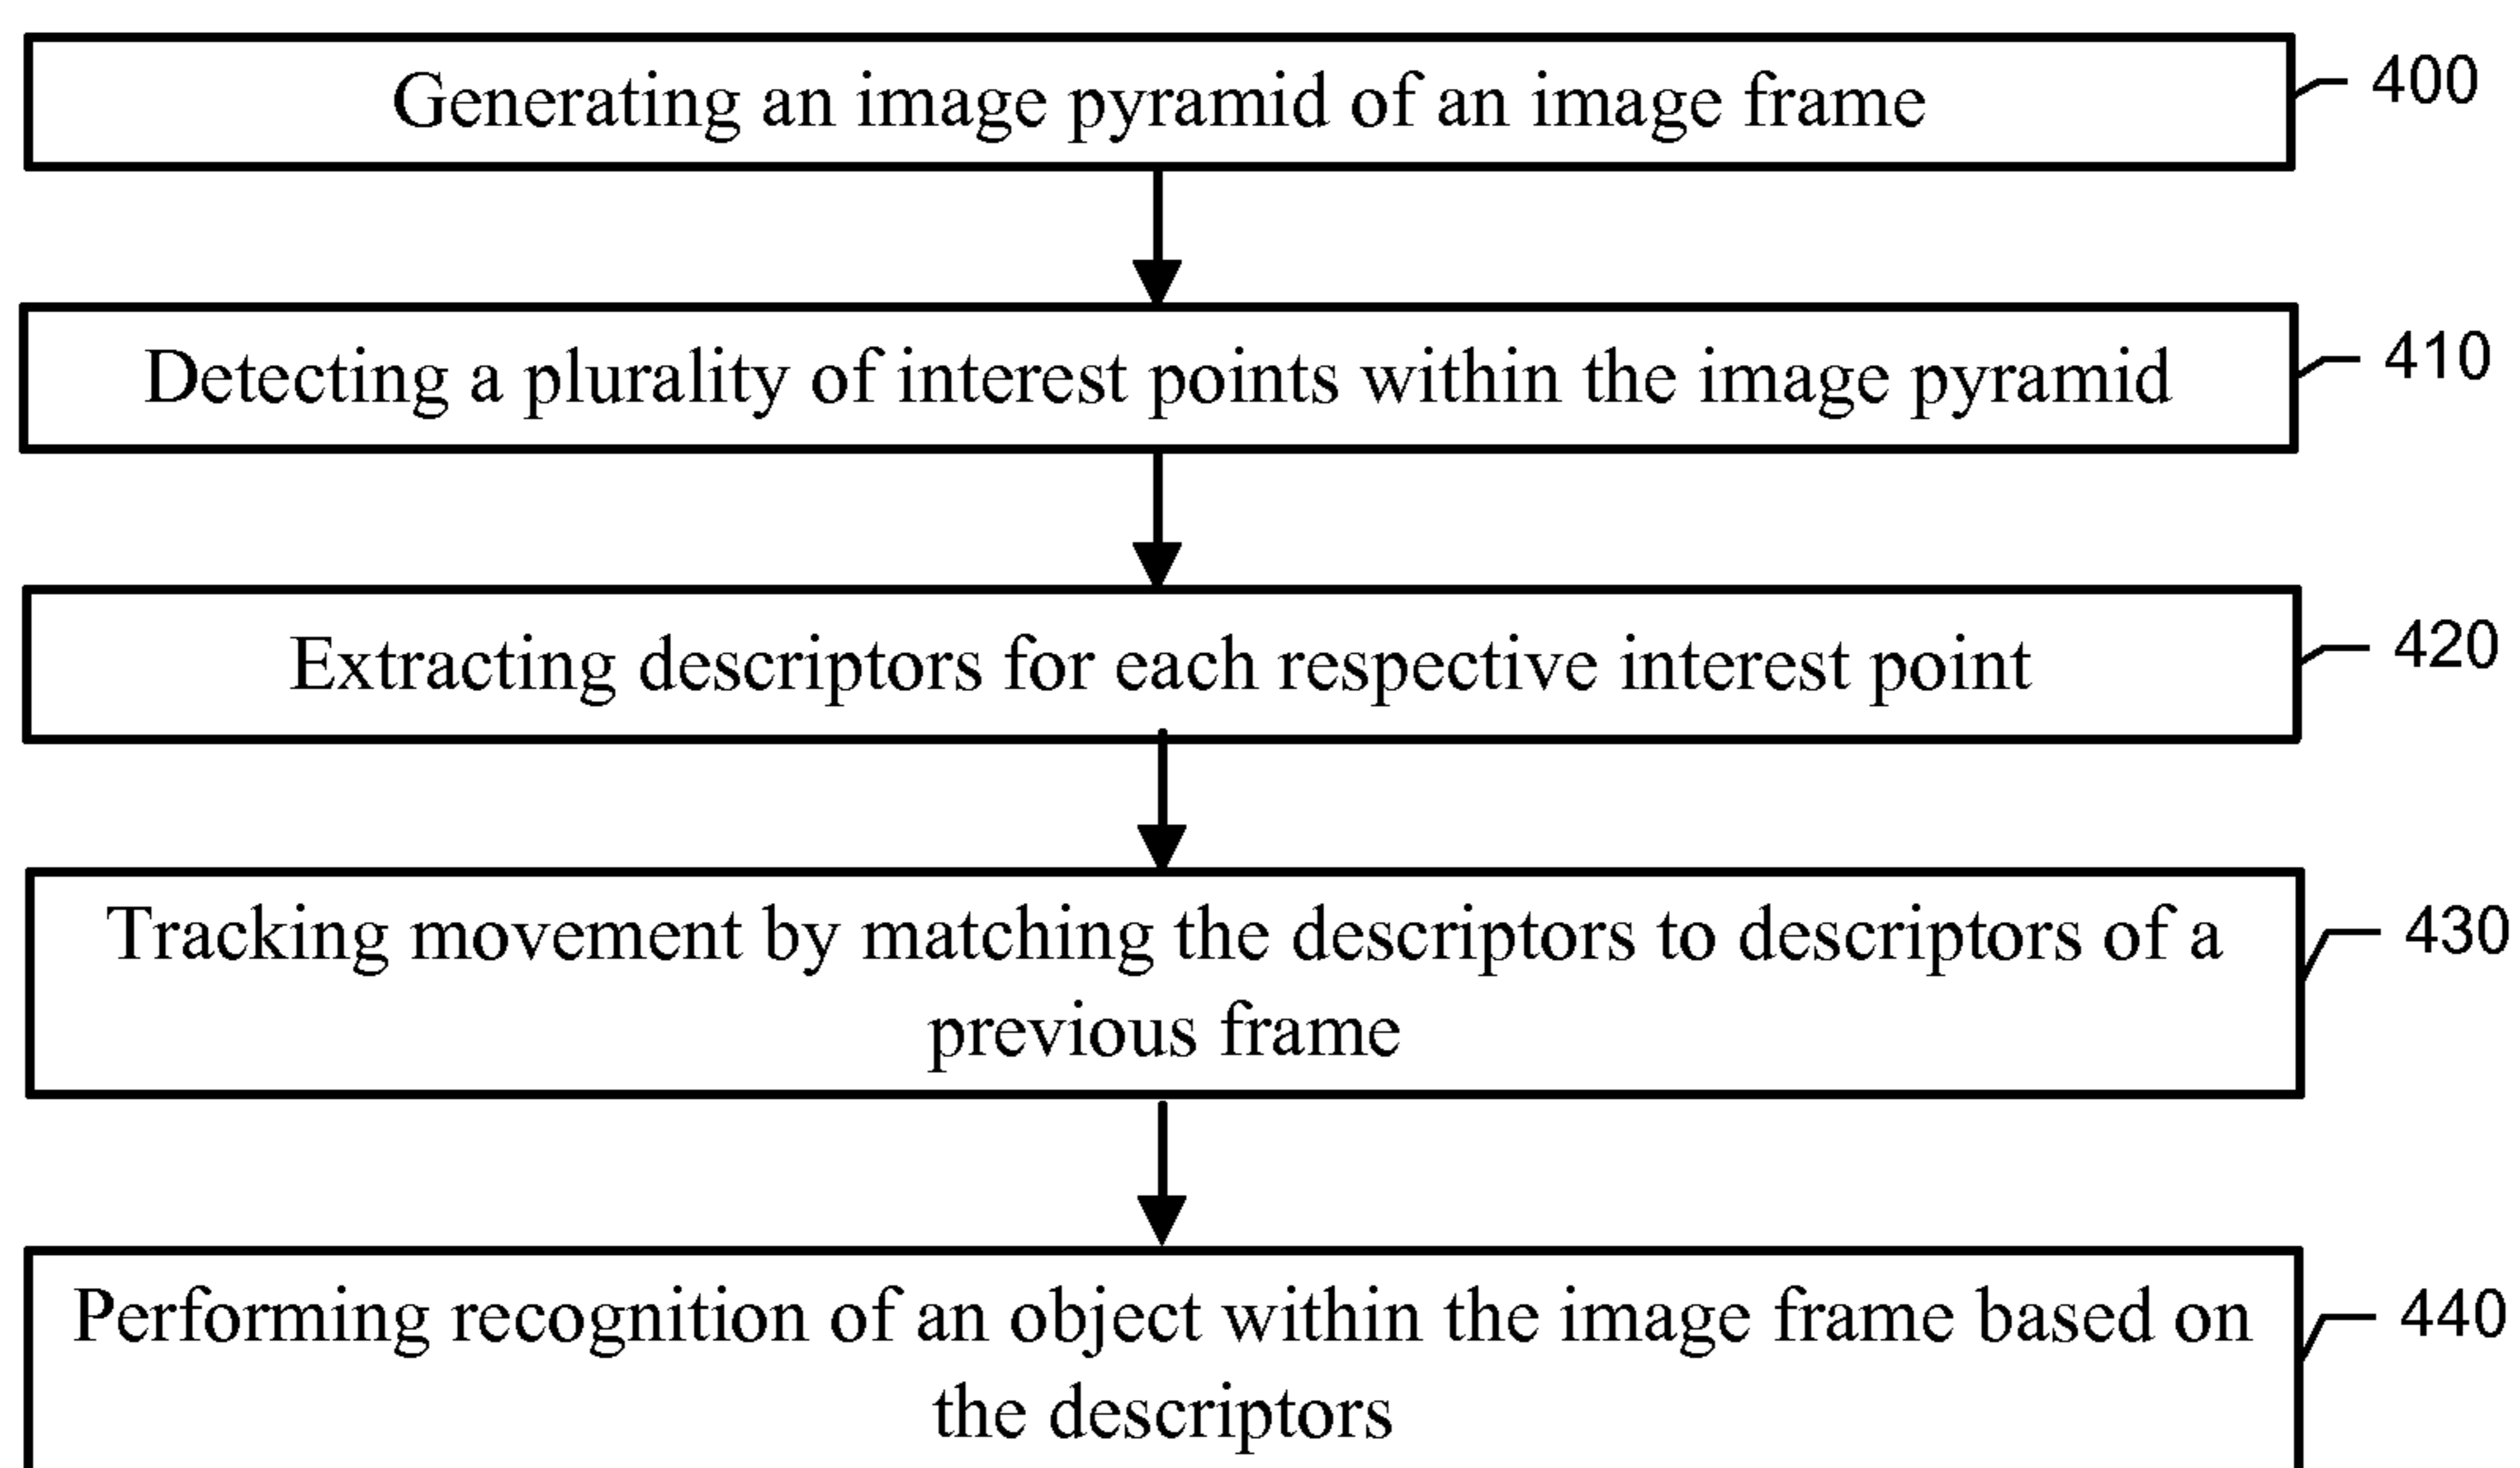 Generating an image pyramid of an image frame
400
Detecting a plurality of interest points within the image pyramid
410
Extracting descriptors for each respective interest point
420
Tracking movement by matching the descriptors to descriptors of a
previous frame
430
Performing recognition of an object within the image frame based on
the descriptors
440